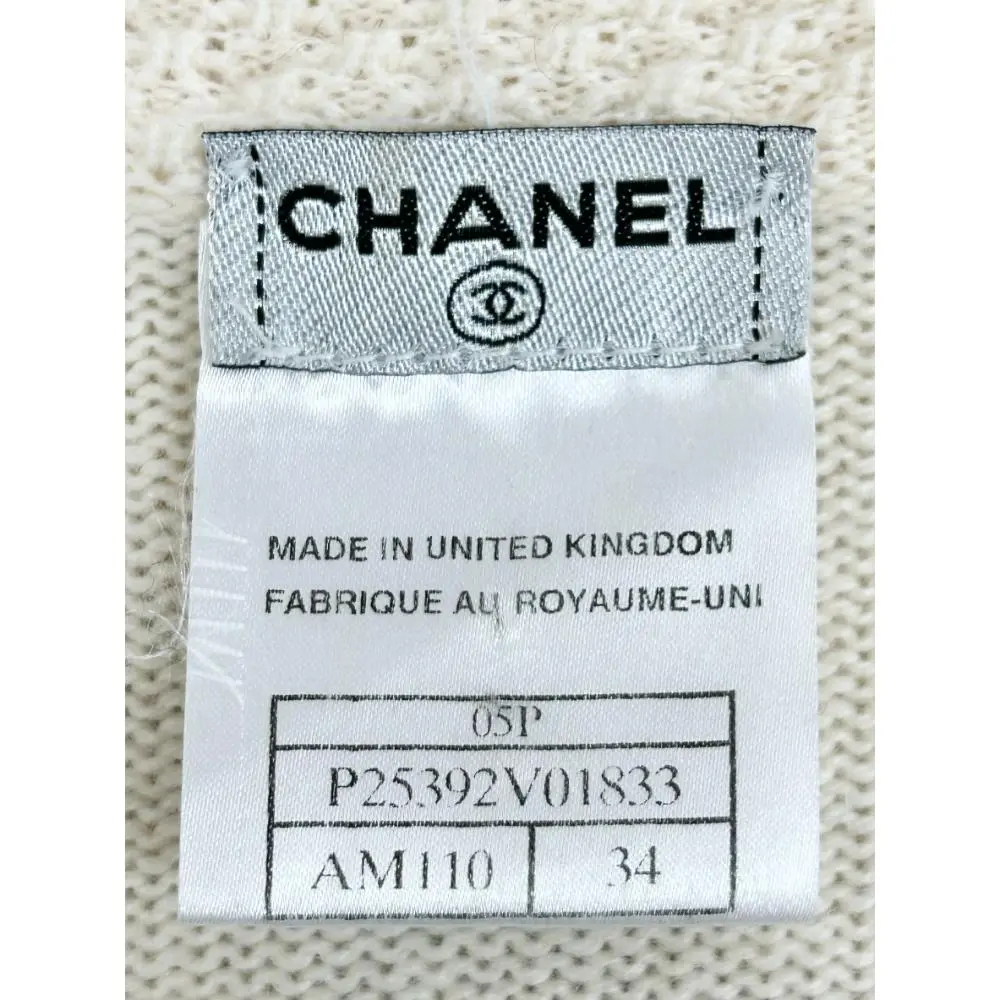 CHANEL
MADE IN UNITED KINGDOM
FABRIQUE AU ROYAUME-UNI
05P
P25392V01833
AM110 34